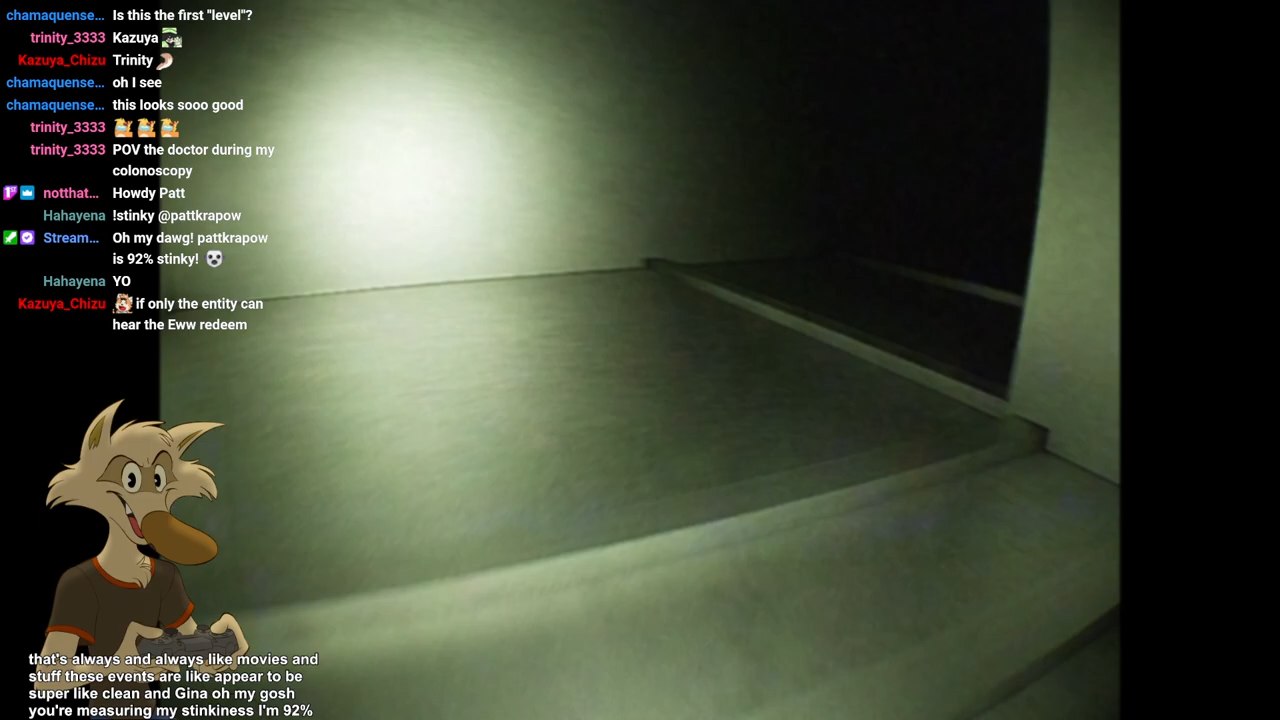 chamaquense... Is this the first "level"?
trinity_3333 Kazuya
Kazuya_Chizu Trinity
chamaquense... oh I see
chamaquense... this looks sooo good
trinity_3333
trinity_3333 POV the doctor during my
colonoscopy
notthat... Howdy Patt
Hahayena !stinky @pattkrapow
Stream... Oh my dawg! pattkrapow
is 92% stinky!
Hahayena YO
Kazuya_Chizu if only the entity can
hear the Eww redeem
that's always and always like movies and
stuff these events are like appear to be
super like clean and Gina oh my gosh
you're measuring my stinkiness I'm 92%